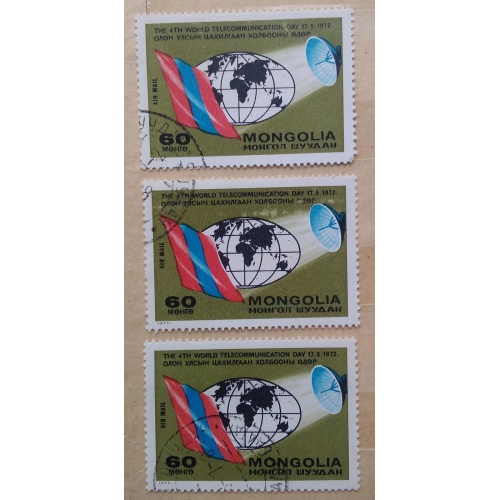 THE 4TH WORLD TELECOMMUNICATION DAY 17.5.1972.
ОЛОН УЛСЫН ЦАХИЛГААН ХОЛБООНЫ ӨДӨР
AIR MAIL
60
МӨНГӨ
MONGOLIA
МОНГОЛ ШУУДАН
THE 4TH WORLD TELECOMMUNICATION DAY 17.5.1972.
ОЛОН УЛСЫН ЦАХИЛГААН ХОЛБООНЫ ӨДӨР
AIR MAIL
60
МӨНГӨ
MONGOLIA
МОНГОЛ ШУУДАН
THE 4TH WORLD TELECOMMUNICATION DAY 17.5.1972.
ОЛОН УЛСЫН ЦАХИЛГААН ХОЛБООНЫ ӨДӨР
AIR MAIL
60
МӨНГӨ
MONGOLIA
МОНГОЛ ШУУДАН